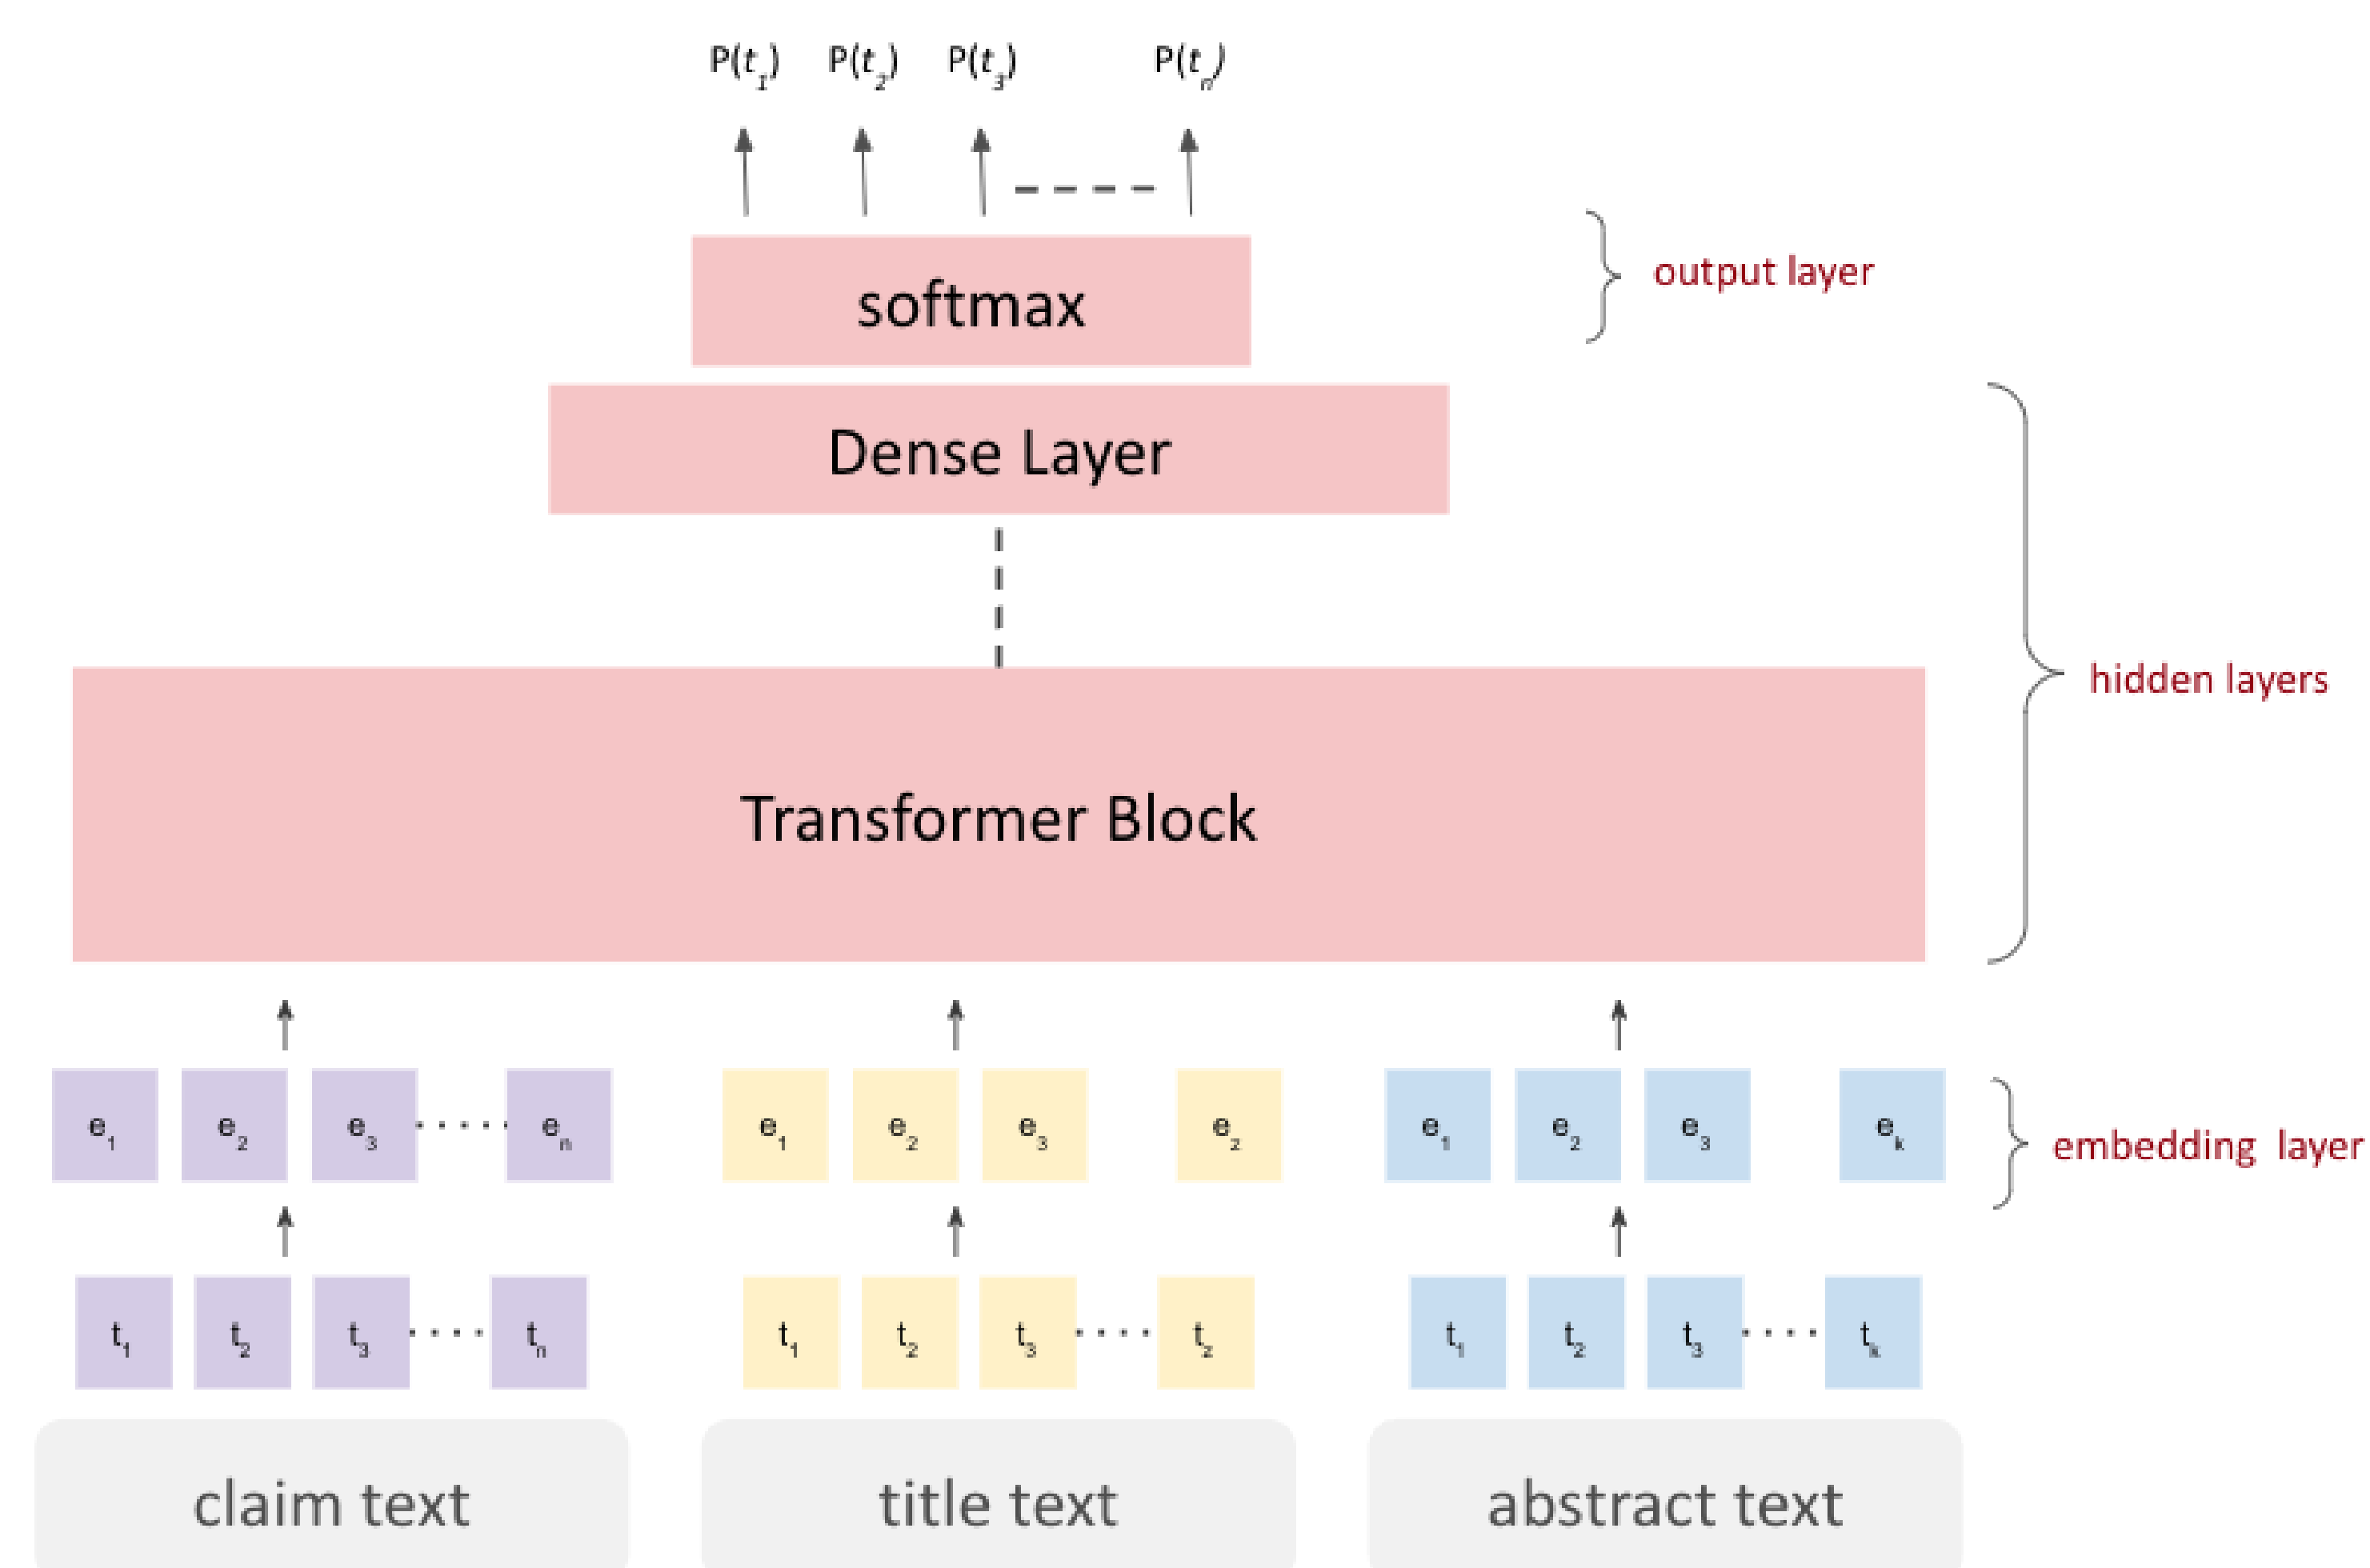 P(t1) P(t2) P(t3) P(tn)
softmax
output layer
Dense Layer
hidden layers
Transformer Block
e1 e2 e3 en e1 e2 e3 ez e1 e2 e3 ek
embedding layer
t1 t2 t3 tn t1 t2 t3 tz t1 t2 t3 tk
claim text title text abstract text